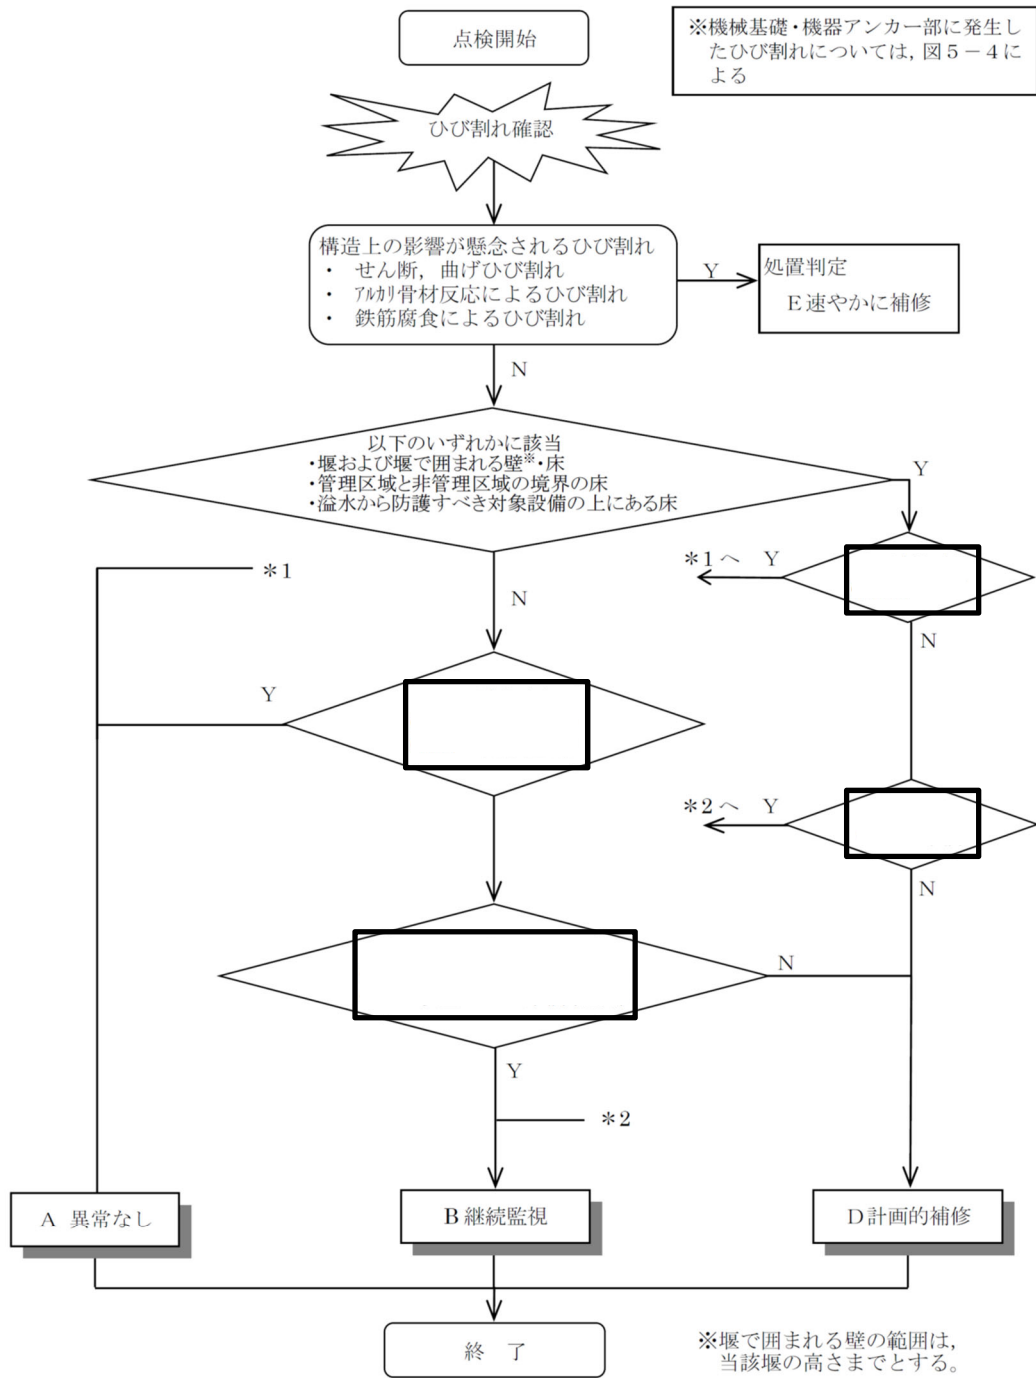 点検開始
※機械基礎・機器アンカー部に発生し
たひび割れについては，図５－４に
よる
ひび割れ確認
構造上の影響が懸念されるひび割れ
・　せん断，曲げひび割れ
・　ｱﾙｶﾘ骨材反応によるひび割れ
・　鉄筋腐食によるひび割れ
Y
処置判定
E速やかに補修
N
以下のいずれかに該当
・堰および堰で囲まれる壁※・床
・管理区域と非管理区域の境界の床
・溢水から防護すべき対象設備の上にある床
Y
＊1
N
＊1へ　Y
N
Y
＊2へ　Y
N
N
Y
＊2
A　異常なし
B継続監視
D計画的補修
終　了
※堰で囲まれる壁の範囲は，
当該堰の高さまでとする。